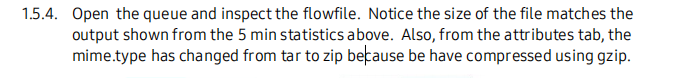 1.5.4. Open the queue and inspect the flowfile. Notice the size of the file matches the
output shown from the 5 min statistics above. Also, from the attributes tab, the
mime.type has changed from tar to zip because be have compressed using gzip.